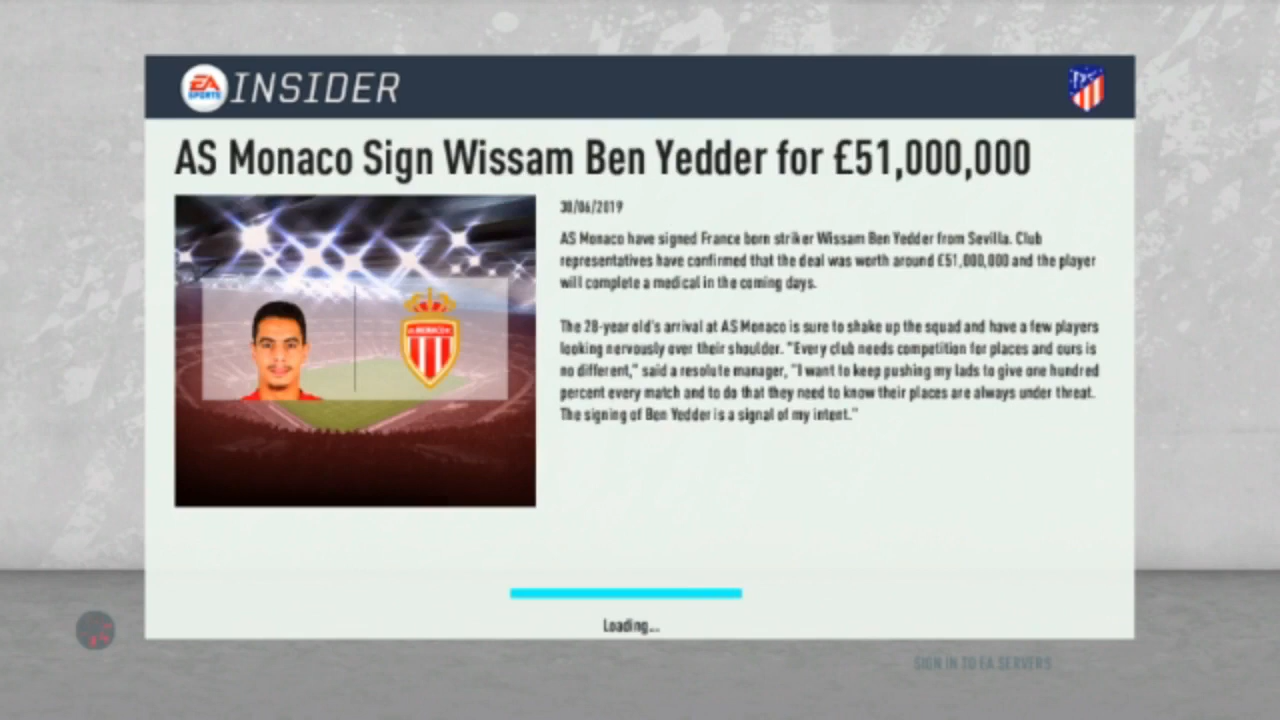 EA SPORTS INSIDER
AS Monaco Sign Wissam Ben Yedder for £51,000,000
30/06/2019
AS Monaco have signed France born striker Wissam Ben Yedder from Sevilla. Club
representatives have confirmed that the deal was worth around £51,000,000 and the player
will complete a medical in the coming days.
The 28-year old's arrival at AS Monaco is sure to shake up the squad and have a few players
looking nervously over their shoulder. "Every club needs competition for places and ours is
no different," said a resolute manager, "I want to keep pushing my lads to give one hundred
percent every match and to do that they need to know their places are always under threat.
The signing of Ben Yedder is a signal of my intent."
Loading...
SIGN IN TO EA SERVERS